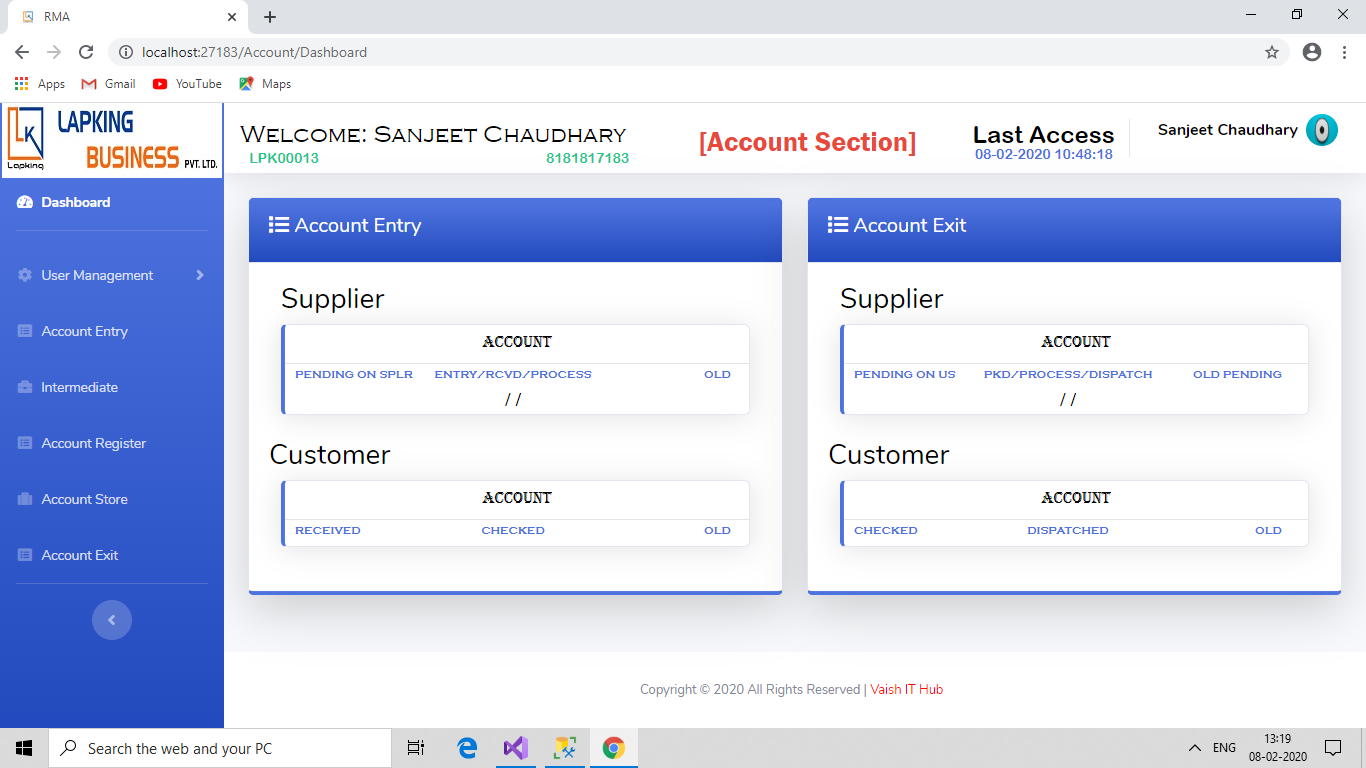 RMA
localhost:27183/Account/Dashboard
Apps Gmail YouTube Maps
LK
Lapking
LAPKING
BUSINESS PVT. LTD.
WELCOME: SANJEET CHAUDHARY
LPK00013 8181817183
[Account Section]
Last Access
08-02-2020 10:48:18
Sanjeet Chaudhary
Dashboard
User Management
Account Entry
Intermediate
Account Register
Account Store
Account Exit
Account Entry
Supplier
ACCOUNT
PENDING ON SPLR ENTRY/RCVD/PROCESS OLD
/ /
Customer
ACCOUNT
RECEIVED CHECKED OLD
Account Exit
Supplier
ACCOUNT
PENDING ON US PKD/PROCESS/DISPATCH OLD PENDING
/ /
Customer
ACCOUNT
CHECKED DISPATCHED OLD
Copyright © 2020 All Rights Reserved | Vaish IT Hub
Search the web and your PC
ENG
13:19
08-02-2020